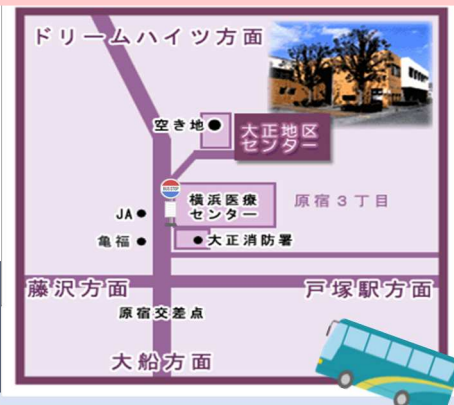 ドリームハイツ方面
空き地
大正地区
センター
横浜医療
センター
原宿3丁目
JA
亀福
大正消防署
藤沢方面
戸塚駅方面
原宿交差点
大船方面